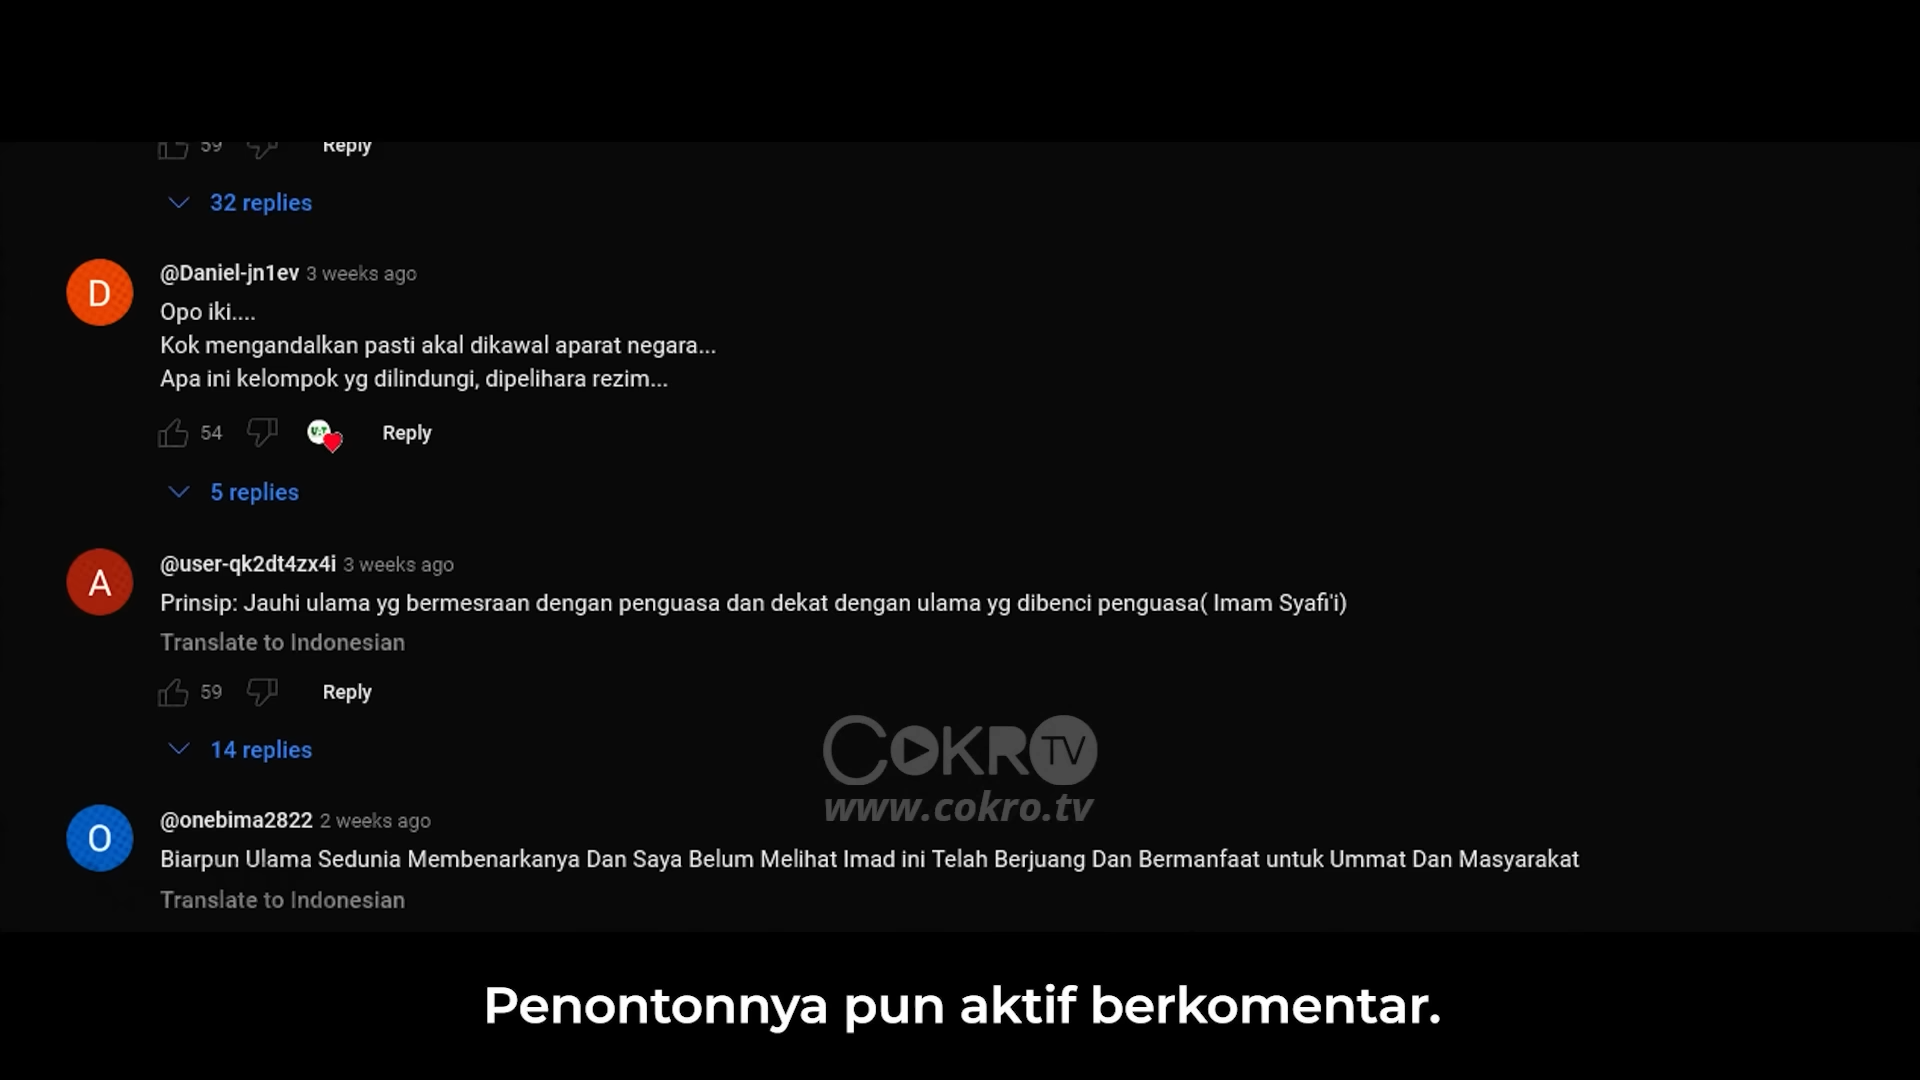 59 Reply
32 replies
D
@Daniel-jn1ev 3 weeks ago
Opo iki....
Kok mengandalkan pasti akal dikawal aparat negara...
Apa ini kelompok yg dilindungi, dipelihara rezim...
54 Reply
5 replies
A
@user-qk2dt4zx4i 3 weeks ago
Prinsip: Jauhi ulama yg bermesraan dengan penguasa dan dekat dengan ulama yg dibenci penguasa( Imam Syafi'i)
Translate to Indonesian
59 Reply
14 replies
COKRO TV
www.cokro.tv
O
@onebima2822 2 weeks ago
Biarpun Ulama Sedunia Membenarkanya Dan Saya Belum Melihat Imad ini Telah Berjuang Dan Bermanfaat untuk Ummat Dan Masyarakat
Translate to Indonesian
Penontonnya pun aktif berkomentar.